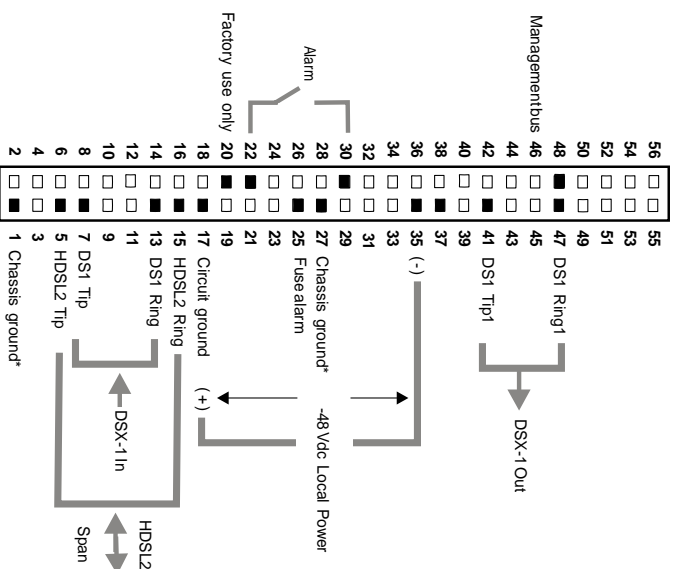 56 55
54 53
52 51
50 49
Management bus 48 47 DS1 Ring1
46 45
DSX-1 Out
44 43
42 41 DS1 Tip1
40 39
38 37
36 35 (-)
34 33
32 31
30 29
Alarm
28 27 Chassis ground*
-48 Vdc Local Power
26 25 Fuse alarm
24 23
22 21
Factory use only 20 19
18 17 Circuit ground (+)
16 15 HDSL2 Ring
14 13 DS1 Ring
12 11
DSX-1 In
HDSL2
Span
10 9
8 7 DS1 Tip
6 5 HDSL2 Tip
4 3
2 1 Chassis ground*